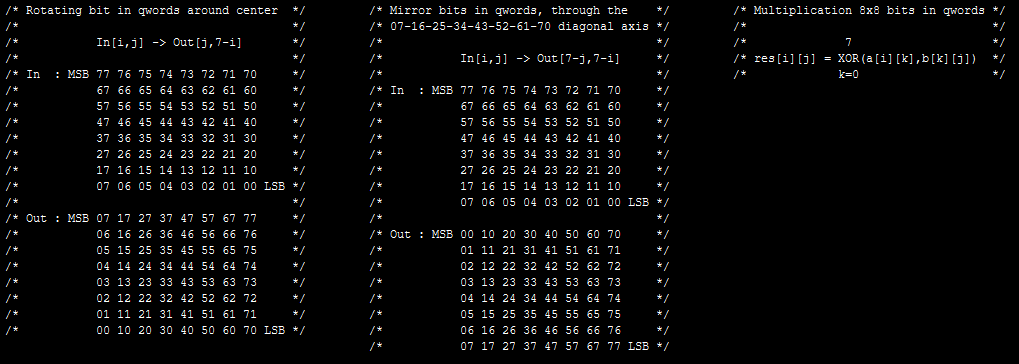 /* Rotating bit in qwords around center */
/* */
/* In[i,j] -> Out[j,7-i] */
/* */
/* In : MSB 77 76 75 74 73 72 71 70 */
/* 67 66 65 64 63 62 61 60 */
/* 57 56 55 54 53 52 51 50 */
/* 47 46 45 44 43 42 41 40 */
/* 37 36 35 34 33 32 31 30 */
/* 27 26 25 24 23 22 21 20 */
/* 17 16 15 14 13 12 11 10 */
/* 07 06 05 04 03 02 01 00 LSB */
/* */
/* Out : MSB 07 17 27 37 47 57 67 77 */
/* 06 16 26 36 46 56 66 76 */
/* 05 15 25 35 45 55 65 75 */
/* 04 14 24 34 44 54 64 74 */
/* 03 13 23 33 43 53 63 73 */
/* 02 12 22 32 42 52 62 72 */
/* 01 11 21 31 41 51 61 71 */
/* 00 10 20 30 40 50 60 70 LSB */
/* Mirror bits in qwords, through the */
/* 07-16-25-34-43-52-61-70 diagonal axis */
/* */
/* In[i,j] -> Out[7-j,7-i] */
/* */
/* In : MSB 77 76 75 74 73 72 71 70 */
/* 67 66 65 64 63 62 61 60 */
/* 57 56 55 54 53 52 51 50 */
/* 47 46 45 44 43 42 41 40 */
/* 37 36 35 34 33 32 31 30 */
/* 27 26 25 24 23 22 21 20 */
/* 17 16 15 14 13 12 11 10 */
/* 07 06 05 04 03 02 01 00 LSB */
/* */
/* Out : MSB 00 10 20 30 40 50 60 70 */
/* 01 11 21 31 41 51 61 71 */
/* 02 12 22 32 42 52 62 72 */
/* 03 13 23 33 43 53 63 73 */
/* 04 14 24 34 44 54 64 74 */
/* 05 15 25 35 45 55 65 75 */
/* 06 16 26 36 46 56 66 76 */
/* 07 17 27 37 47 57 67 77 LSB */
/* Multiplication 8x8 bits in qwords */
/* */
/* 7 */
/* res[i][j] = XOR(a[i][k],b[k][j]) */
/* k=0 */